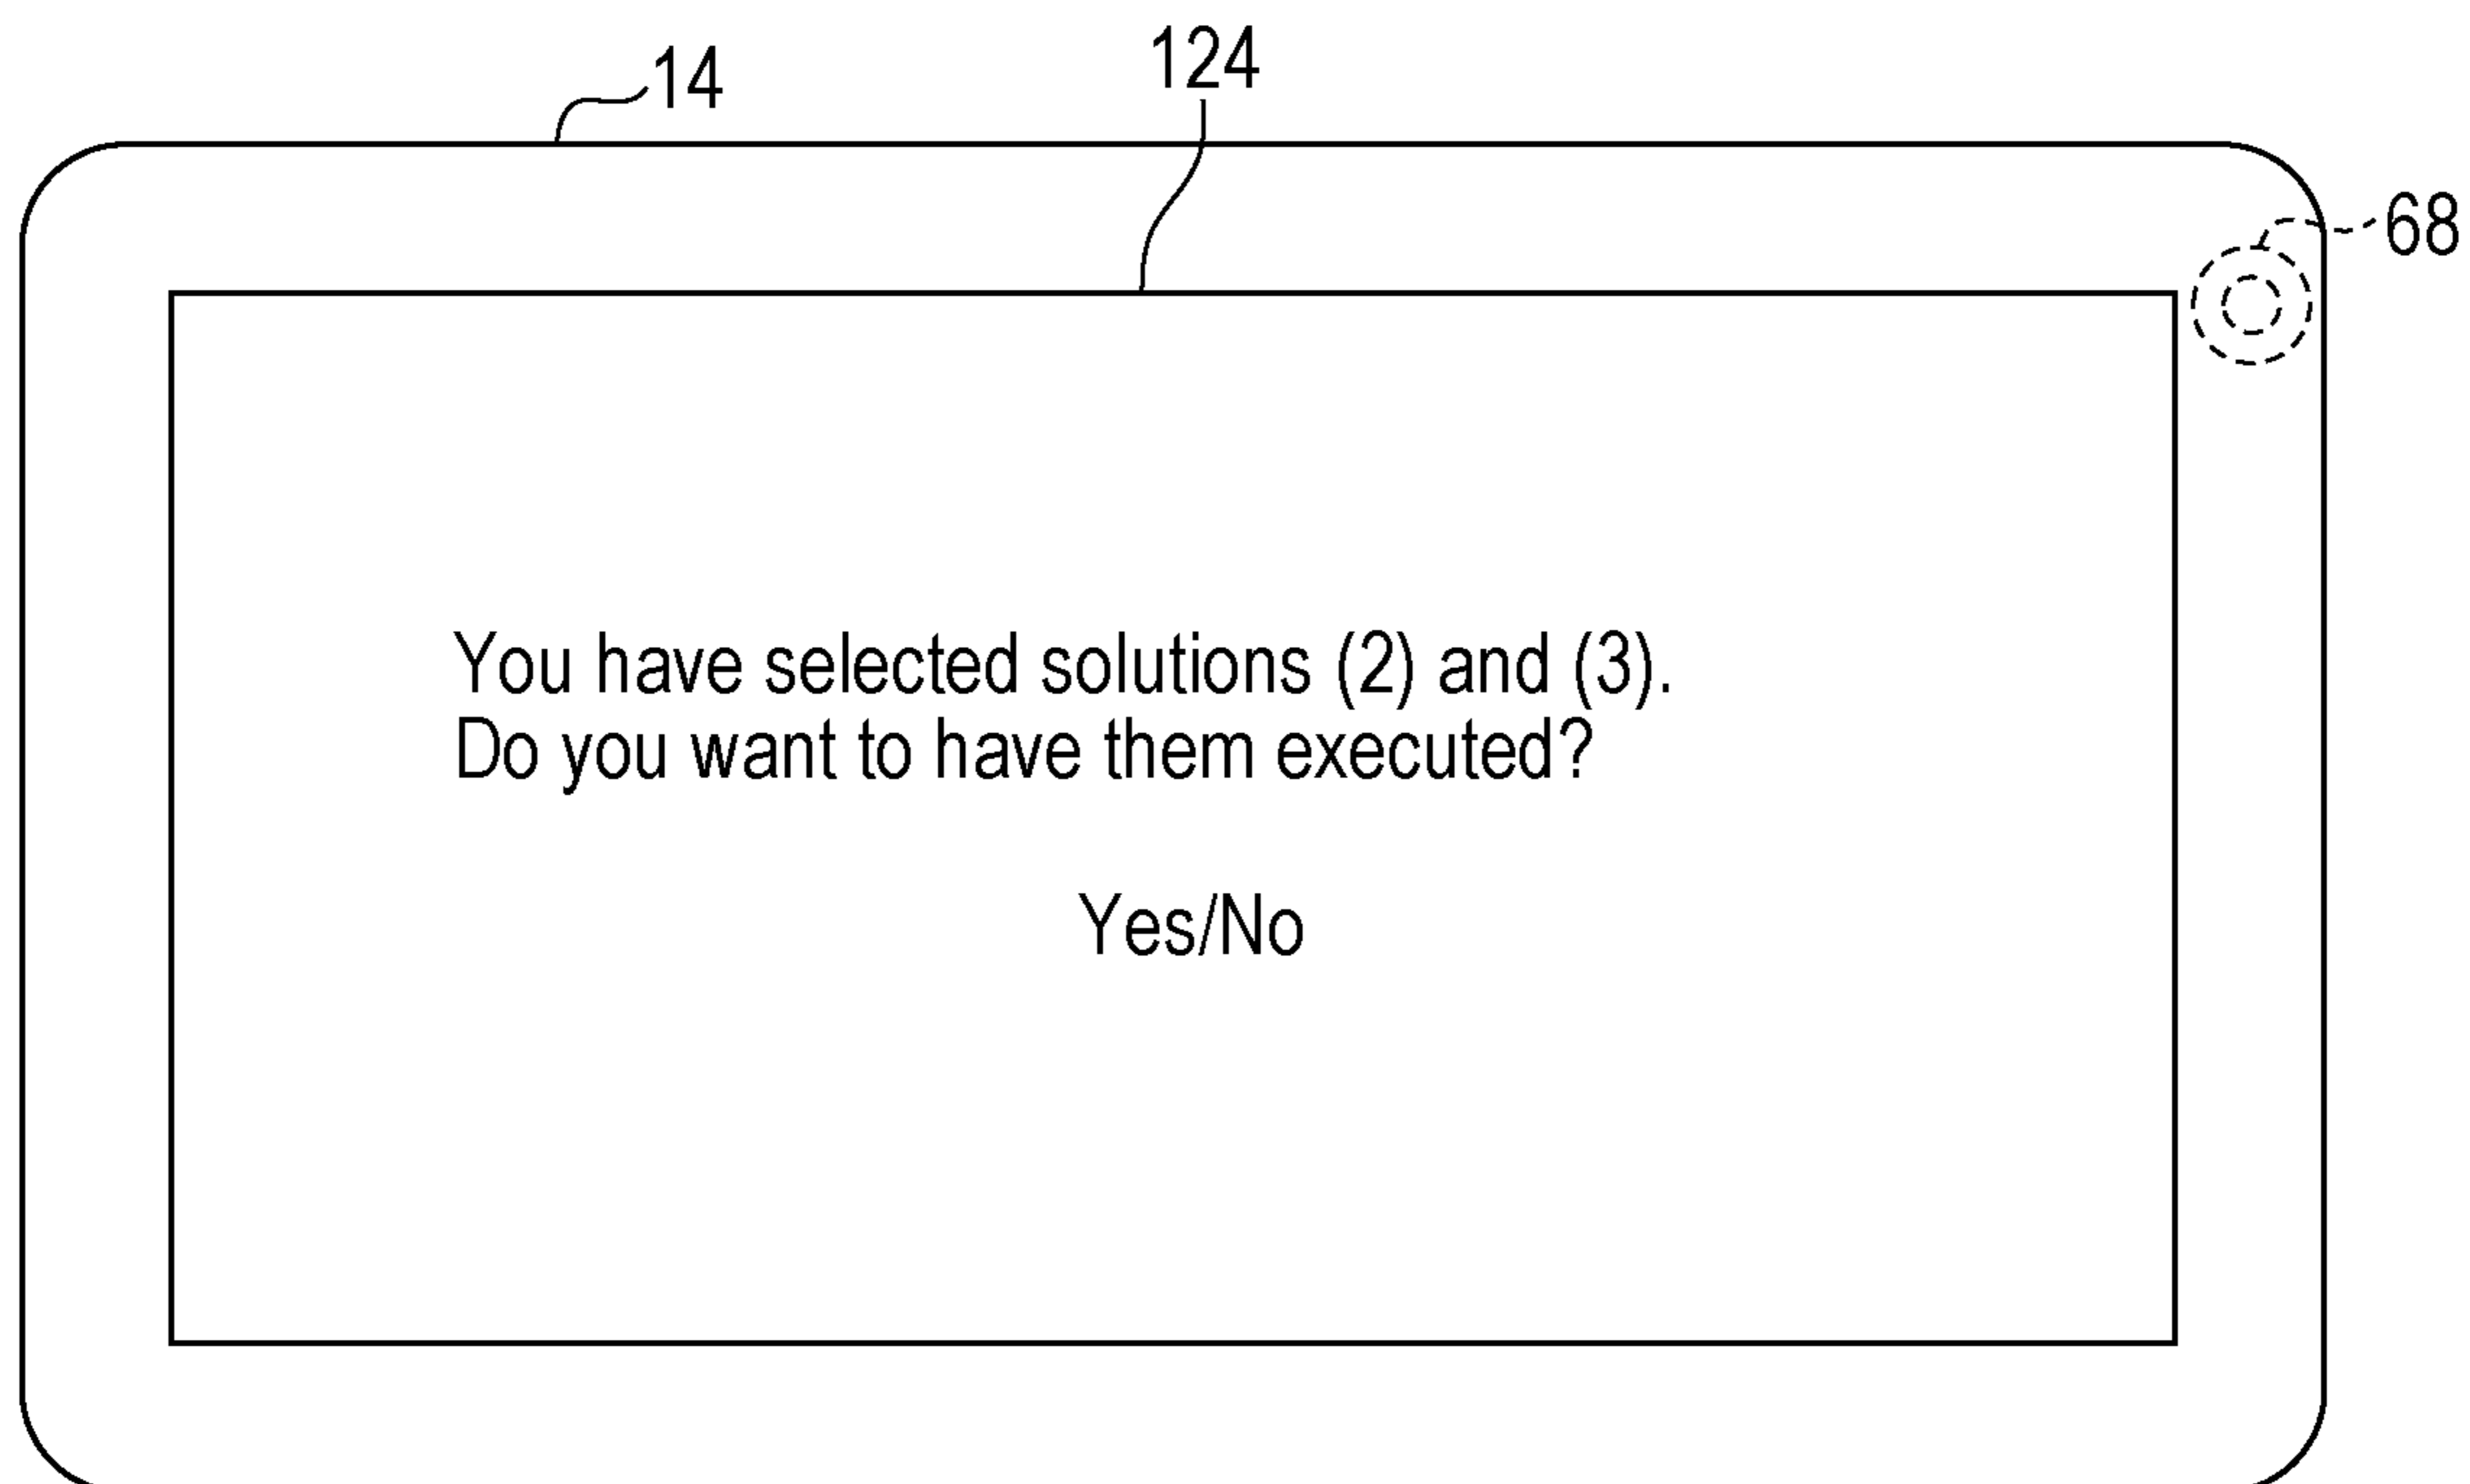 14
124
68
You have selected solutions (2) and (3).
Do you want to have them executed?
Yes/No